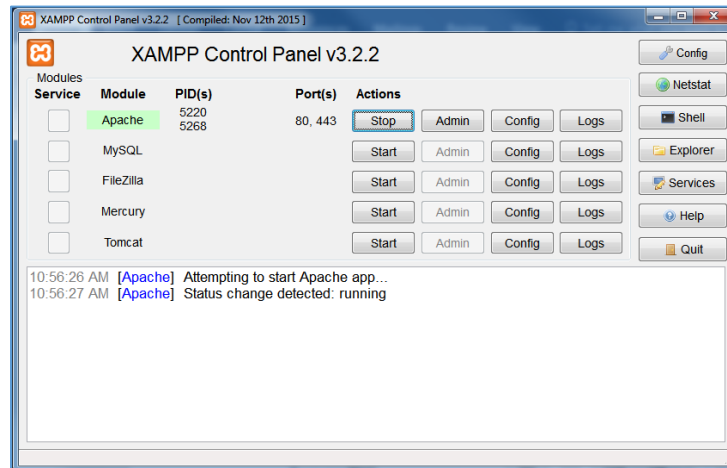 XAMPP Control Panel v3.2.2 [ Compiled: Nov 12th 2015 ]
XAMPP Control Panel v3.2.2
Config
Modules
Service Module PID(s) Port(s) Actions
Netstat
Apache 5220 5268 80, 443 Stop Admin Config Logs
Shell
MySQL Start Admin Config Logs
Explorer
FileZilla Start Admin Config Logs
Services
Mercury Start Admin Config Logs
Help
Tomcat Start Admin Config Logs
Quit
10:56:26 AM [Apache] Attempting to start Apache app...
10:56:27 AM [Apache] Status change detected: running